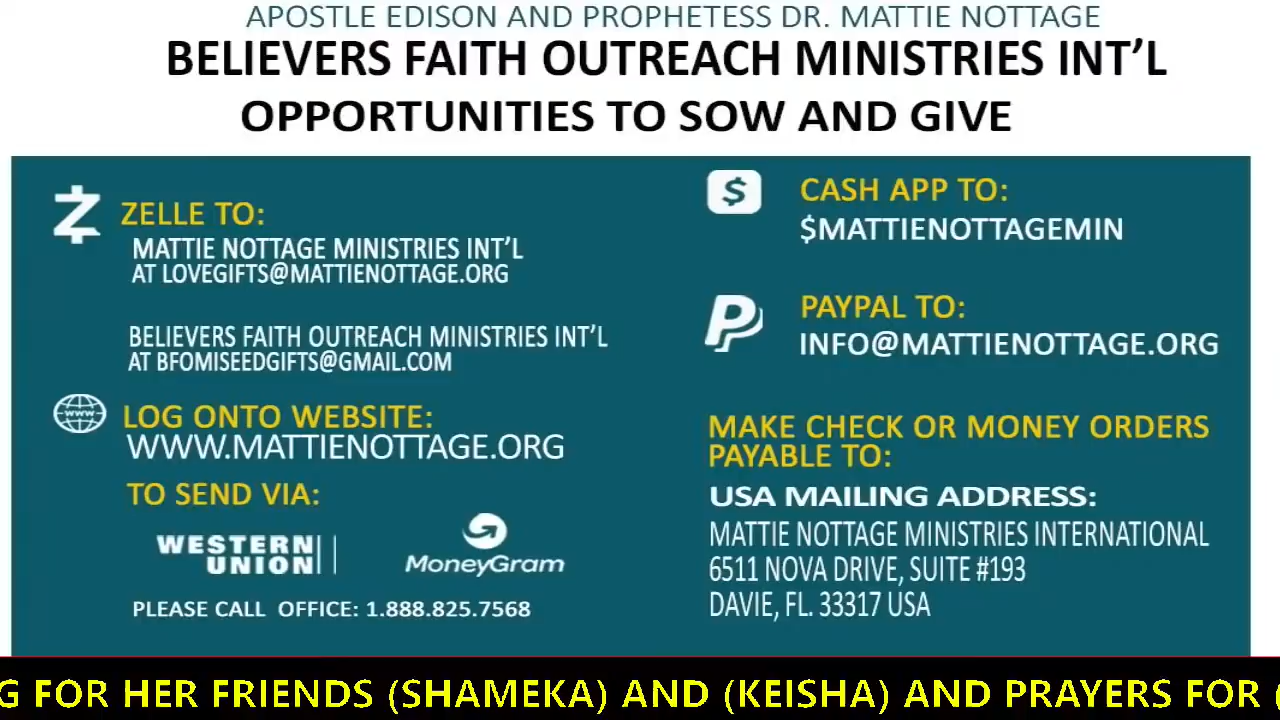 APOSTLE EDISON AND PROPHETESS DR. MATTIE NOTTAGE
BELIEVERS FAITH OUTREACH MINISTRIES INT'L
OPPORTUNITIES TO SOW AND GIVE
ZELLE TO:
MATTIE NOTTAGE MINISTRIES INT'L
AT LOVEGIFTS@MATTIENOTTAGE.ORG
BELIEVERS FAITH OUTREACH MINISTRIES INT'L
AT BFOMISEEDGIFTS@GMAIL.COM
WWW
LOG ONTO WEBSITE:
WWW.MATTIENOTTAGE.ORG
TO SEND VIA:
WESTERN
UNION
MoneyGram
PLEASE CALL OFFICE: 1.888.825.7568
$
CASH APP TO:
$MATTIENOTTAGEMIN
PAYPAL TO:
INFO@MATTIENOTTAGE.ORG
MAKE CHECK OR MONEY ORDERS
PAYABLE TO:
USA MAILING ADDRESS:
MATTIE NOTTAGE MINISTRIES INTERNATIONAL
6511 NOVA DRIVE, SUITE #193
DAVIE, FL. 33317 USA
G FOR HER FRIENDS (SHAMEKA) AND (KEISHA) AND PRAYERS FOR (